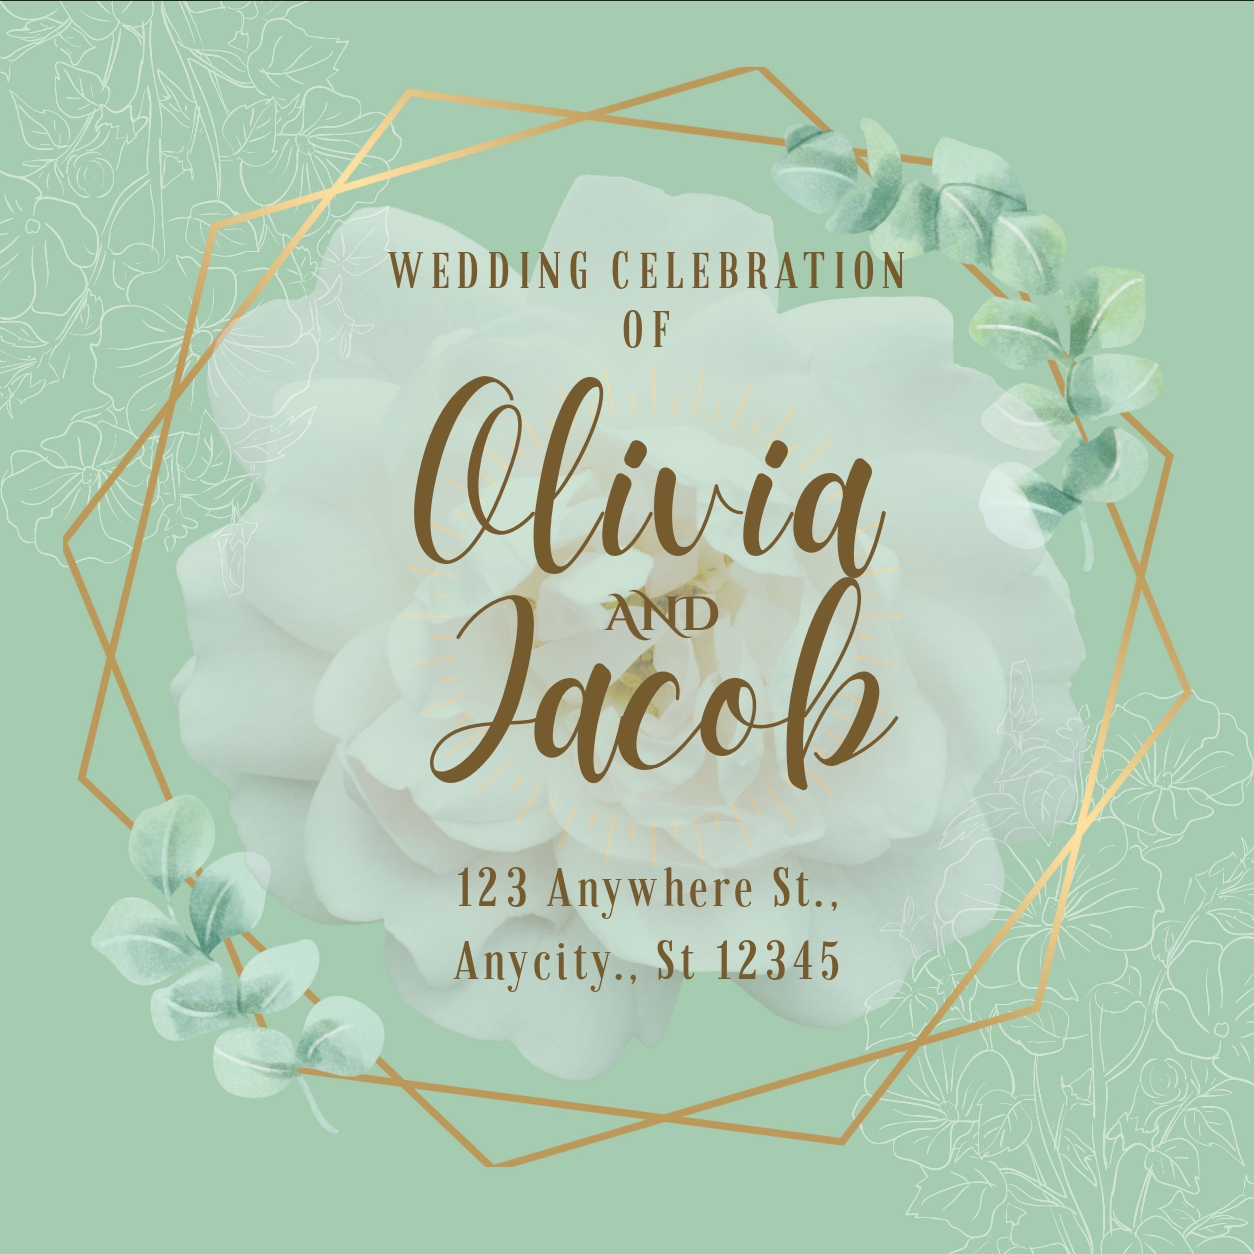 WEDDING CELEBRATION
OF
Olivia
AND
Jacob
123 Anywhere St.,
Anycity., St 12345